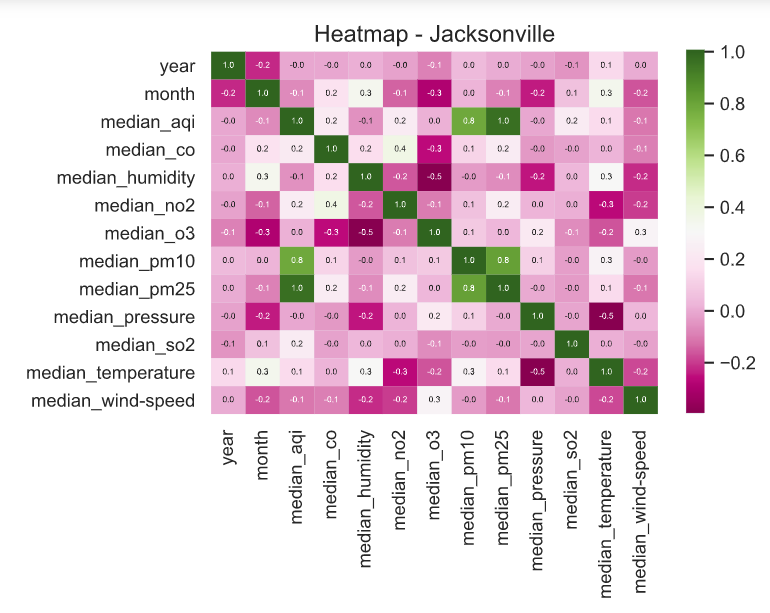 Heatmap - Jacksonville
year 1.0 -0.2 -0.0 -0.0 0.0 -0.0 -0.1 0.0 0.0 -0.0 -0.1 0.1 0.0
month -0.2 1.0 -0.1 0.2 0.3 -0.1 -0.3 0.0 -0.1 -0.2 0.1 0.3 -0.2
median_aqi -0.0 -0.1 1.0 0.2 -0.1 0.2 0.0 0.8 1.0 -0.0 0.2 0.1 -0.1
median_co -0.0 0.2 0.2 1.0 0.2 0.4 -0.3 0.1 0.2 -0.0 -0.0 0.0 -0.1
median_humidity 0.0 0.3 -0.1 0.2 1.0 -0.2 -0.5 -0.0 -0.1 -0.2 0.0 0.3 -0.2
median_no2 -0.0 -0.1 0.2 0.4 -0.2 1.0 -0.1 0.1 0.2 0.0 0.0 -0.3 -0.2
median_o3 -0.1 -0.3 0.0 -0.3 -0.5 -0.1 1.0 0.1 0.0 0.2 -0.1 -0.2 0.3
median_pm10 0.0 0.0 0.8 0.1 -0.0 0.1 0.1 1.0 0.8 0.1 -0.0 0.3 -0.0
median_pm25 0.0 -0.1 1.0 0.2 -0.1 0.2 0.0 0.8 1.0 -0.0 -0.0 0.1 -0.1
median_pressure -0.0 -0.2 -0.0 -0.0 -0.2 0.0 0.2 0.1 -0.0 1.0 -0.0 -0.5 0.0
median_so2 -0.1 0.1 0.2 -0.0 0.0 0.0 -0.1 -0.0 -0.0 -0.0 1.0 0.0 -0.0
median_temperature 0.1 0.3 0.1 0.0 0.3 -0.3 -0.2 0.3 0.1 -0.5 0.0 1.0 -0.2
median_wind-speed 0.0 -0.2 -0.1 -0.1 -0.2 -0.2 0.3 -0.0 -0.1 0.0 -0.0 -0.2 1.0
year
month
median_aqi
median_co
median_humidity
median_no2
median_o3
median_pm10
median_pm25
median_pressure
median_so2
median_temperature
median_wind-speed
1.0
0.8
0.6
0.4
0.2
0.0
−0.2